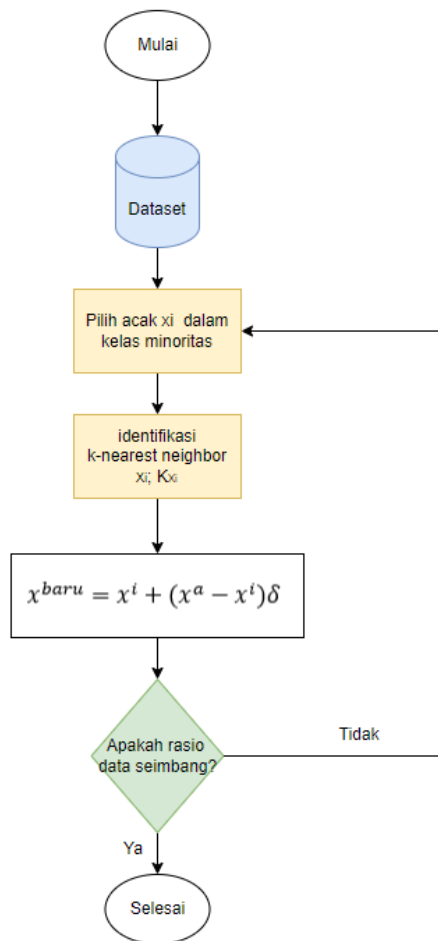 Mulai
Dataset
Pilih acak xi dalam
kelas minoritas
identifikasi
k-nearest neighbor
xi; Kxi
x^{baru} = x^{i} + (x^{a} − x^{i})δ
Apakah rasio
data seimbang?
Tidak
Ya
Selesai